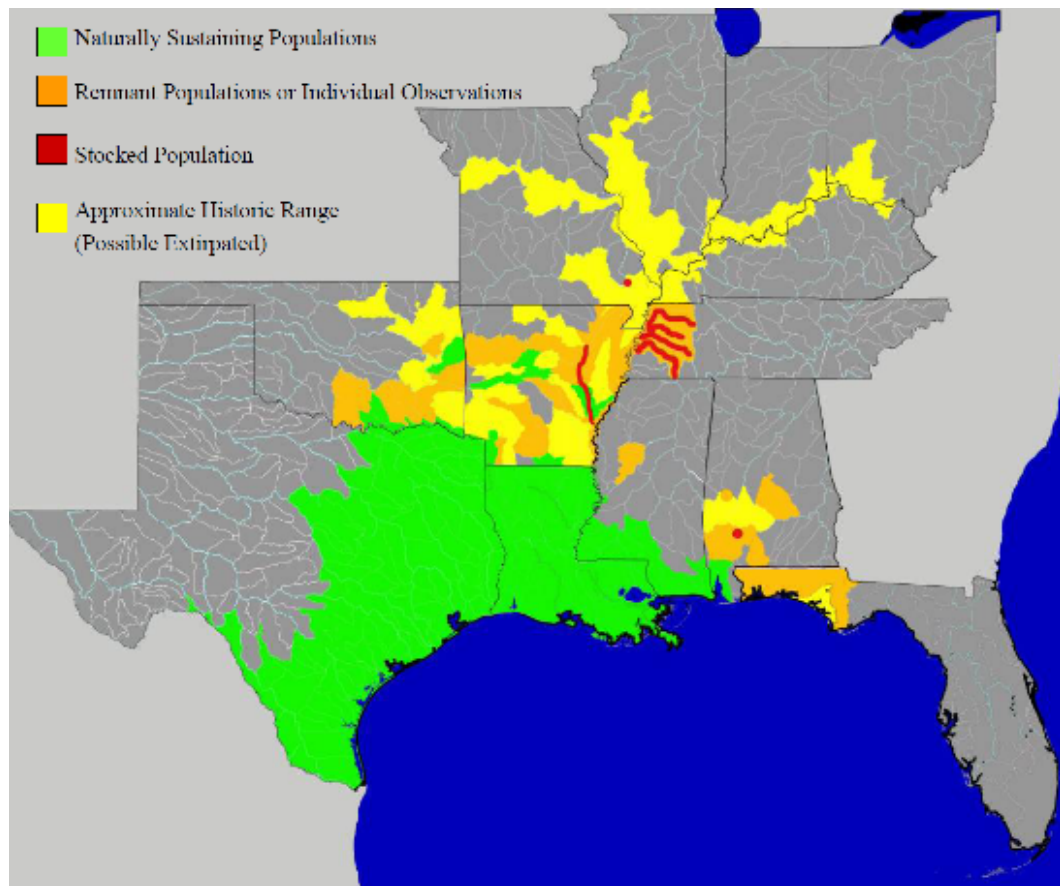 Naturally Sustaining Populations
Remnant Populations or Individual Observations
Stocked Population
Approximate Historic Range
(Possible Extirpated)